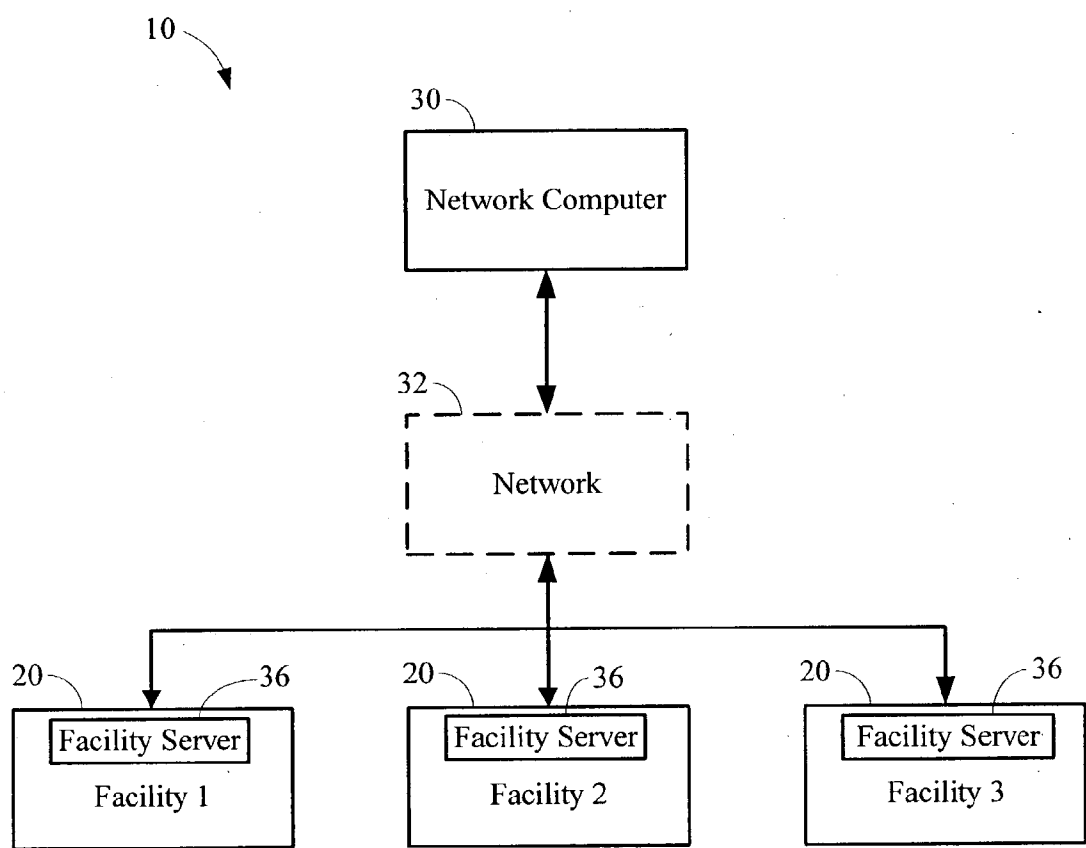 10
30
Network Computer
32
Network
20
36
20
36
20
36
Facility Server
Facility Server
Facility Server
Facility 1
Facility 2
Facility 3